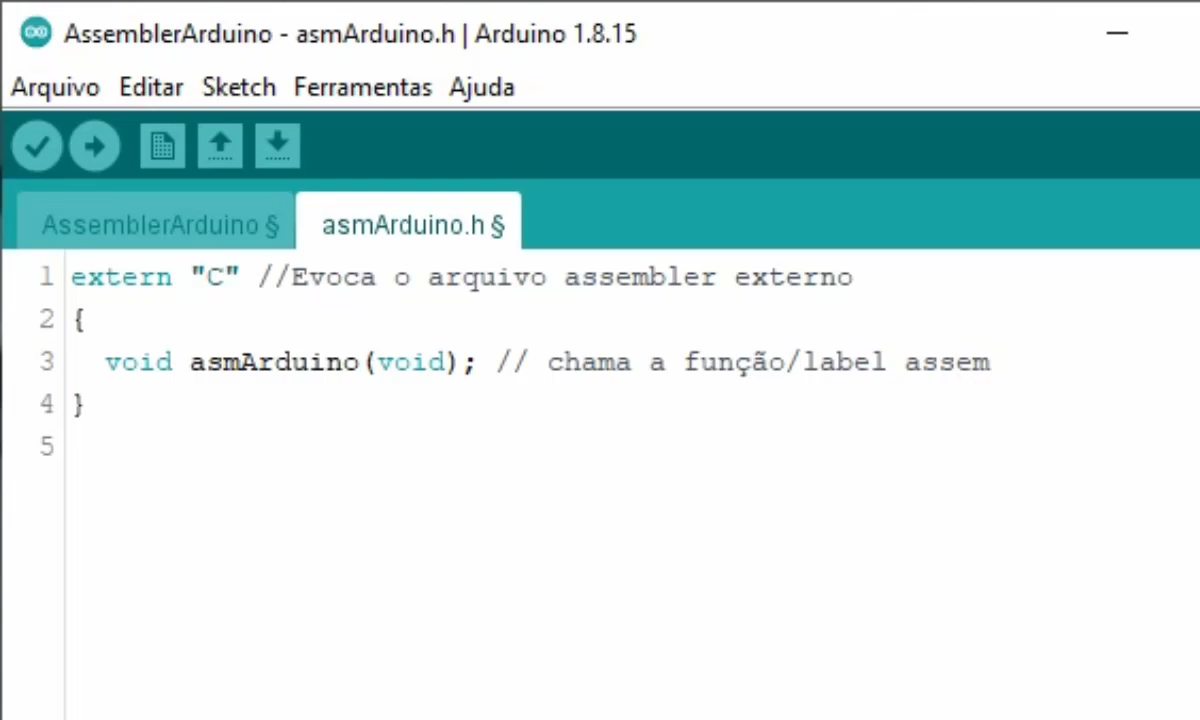 AssemblerArduino - asmArduino.h | Arduino 1.8.15
Arquivo Editar Sketch Ferramentas Ajuda
AssemblerArduino § asmArduino.h §
1 extern "C" //Evoca o arquivo assembler externo
2 {
3 void asmArduino(void); // chama a função/label assem
4 }
5